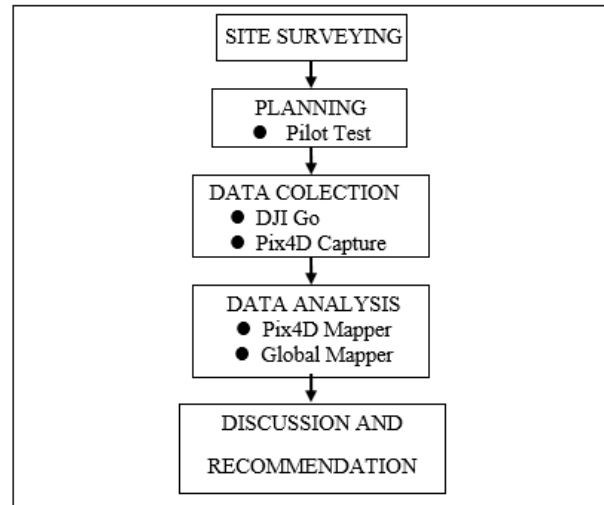 SITE SURVEYING
PLANNING
● Pilot Test
DATA COLECTION
● DJI Go
● Pix4D Capture
DATA ANALYSIS
● Pix4D Mapper
● Global Mapper
DISCUSSION AND
RECOMMENDATION